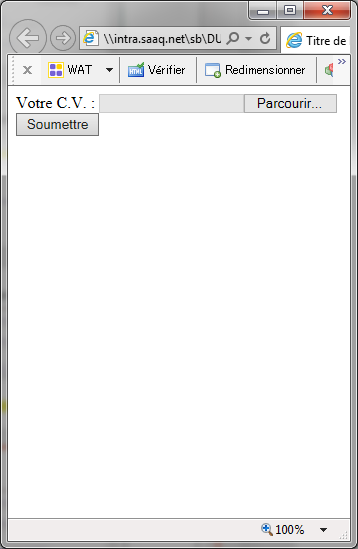 \\intra.saaq.net\sb\DU
Titre de
x WAT Vérifier Redimensionner »
Votre C.V. : Parcourir...
Soumettre
100%